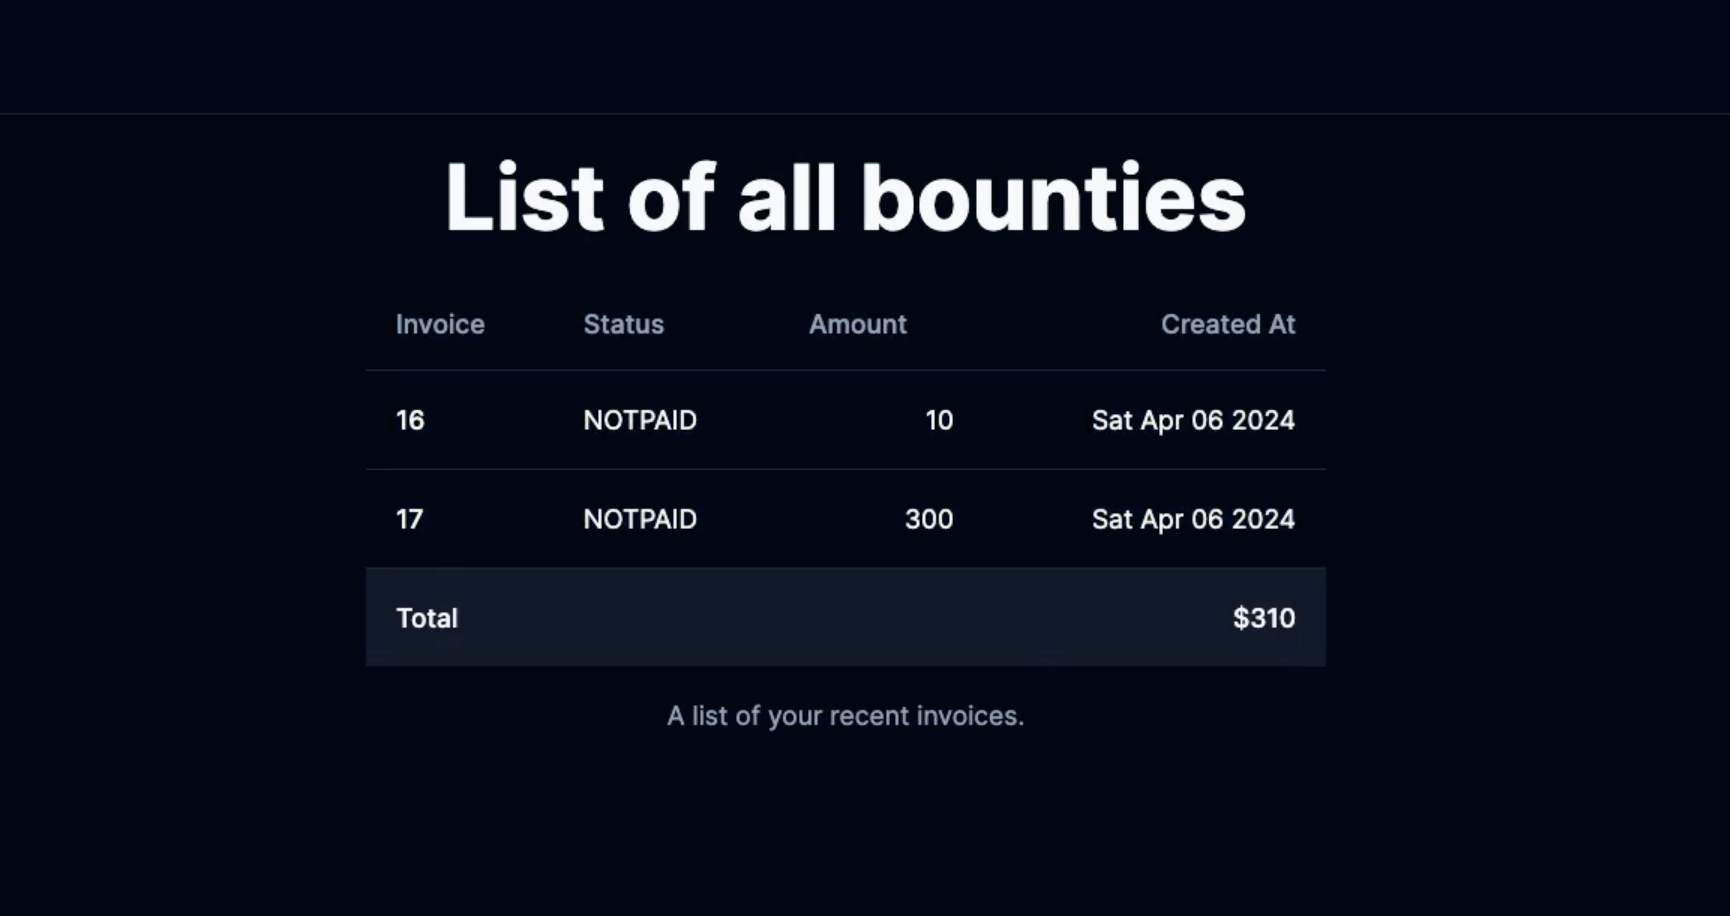 List of all bounties
Invoice Status Amount Created At
16 NOTPAID 10 Sat Apr 06 2024
17 NOTPAID 300 Sat Apr 06 2024
Total $310
A list of your recent invoices.